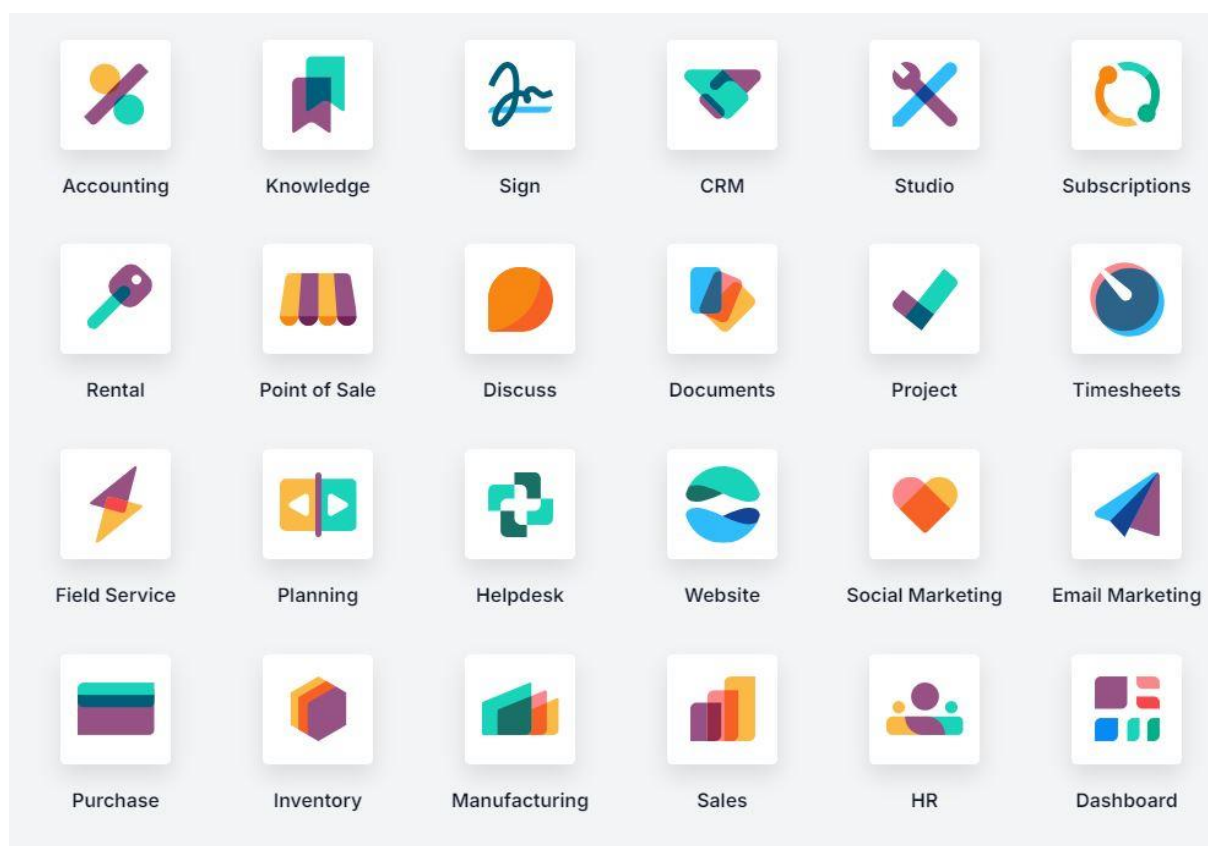 Accounting
Knowledge
Sign
CRM
Studio
Subscriptions
Rental
Point of Sale
Discuss
Documents
Project
Timesheets
Field Service
Planning
Helpdesk
Website
Social Marketing
Email Marketing
Purchase
Inventory
Manufacturing
Sales
HR
Dashboard